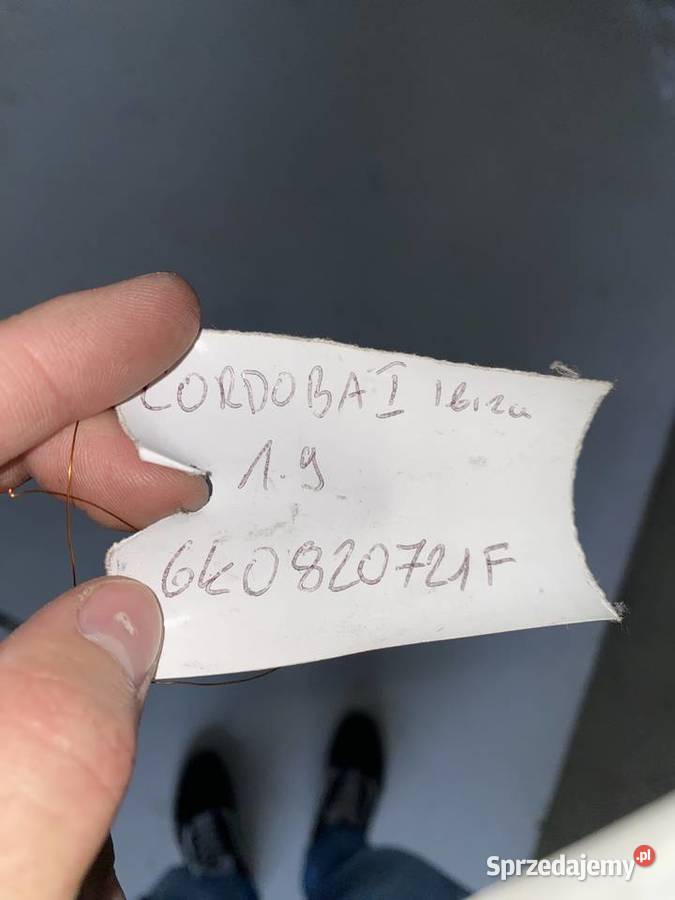 CORDOBA I Ibiza
1.9
6k0820721F
Sprzedajemy.pl